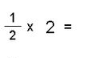 1/2 x 2 =